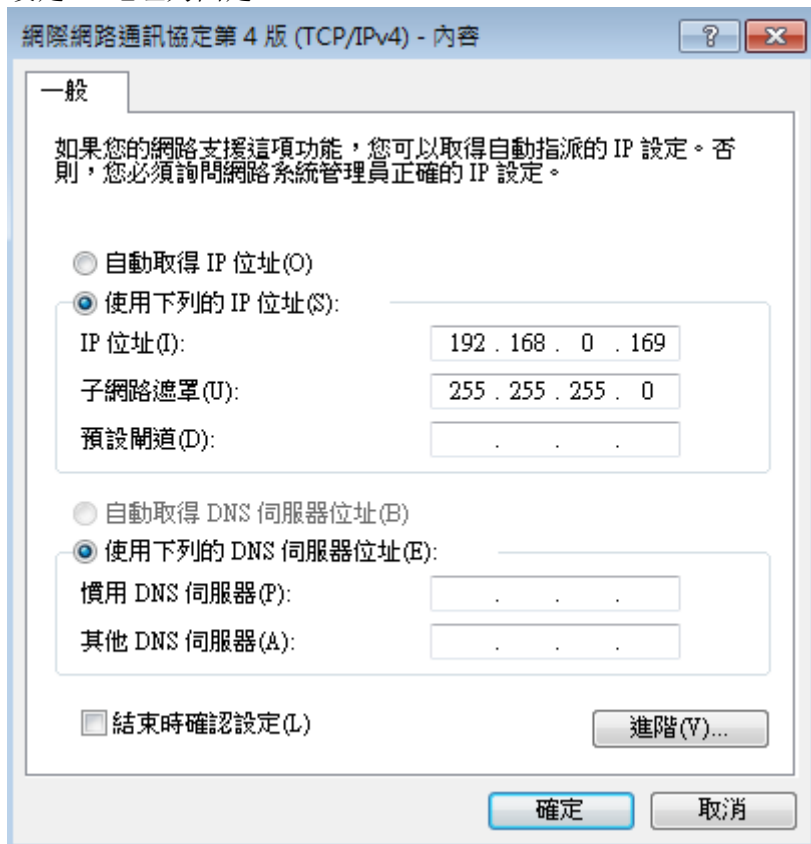 網際網路通訊協定第 4 版 (TCP/IPv4) - 內容
一般
如果您的網路支援這項功能，您可以取得自動指派的 IP 設定。否
則，您必須詢問網路系統管理員正確的 IP 設定。
自動取得 IP 位址(O)
使用下列的 IP 位址(S):
IP 位址(I): 192 . 168 . 0 . 169
子網路遮罩(U): 255 . 255 . 255 . 0
預設閘道(D): . . .
自動取得 DNS 伺服器位址(B)
使用下列的 DNS 伺服器位址(E):
慣用 DNS 伺服器(P): . . .
其他 DNS 伺服器(A): . . .
結束時確認設定(L)
進階(V)...
確定 取消